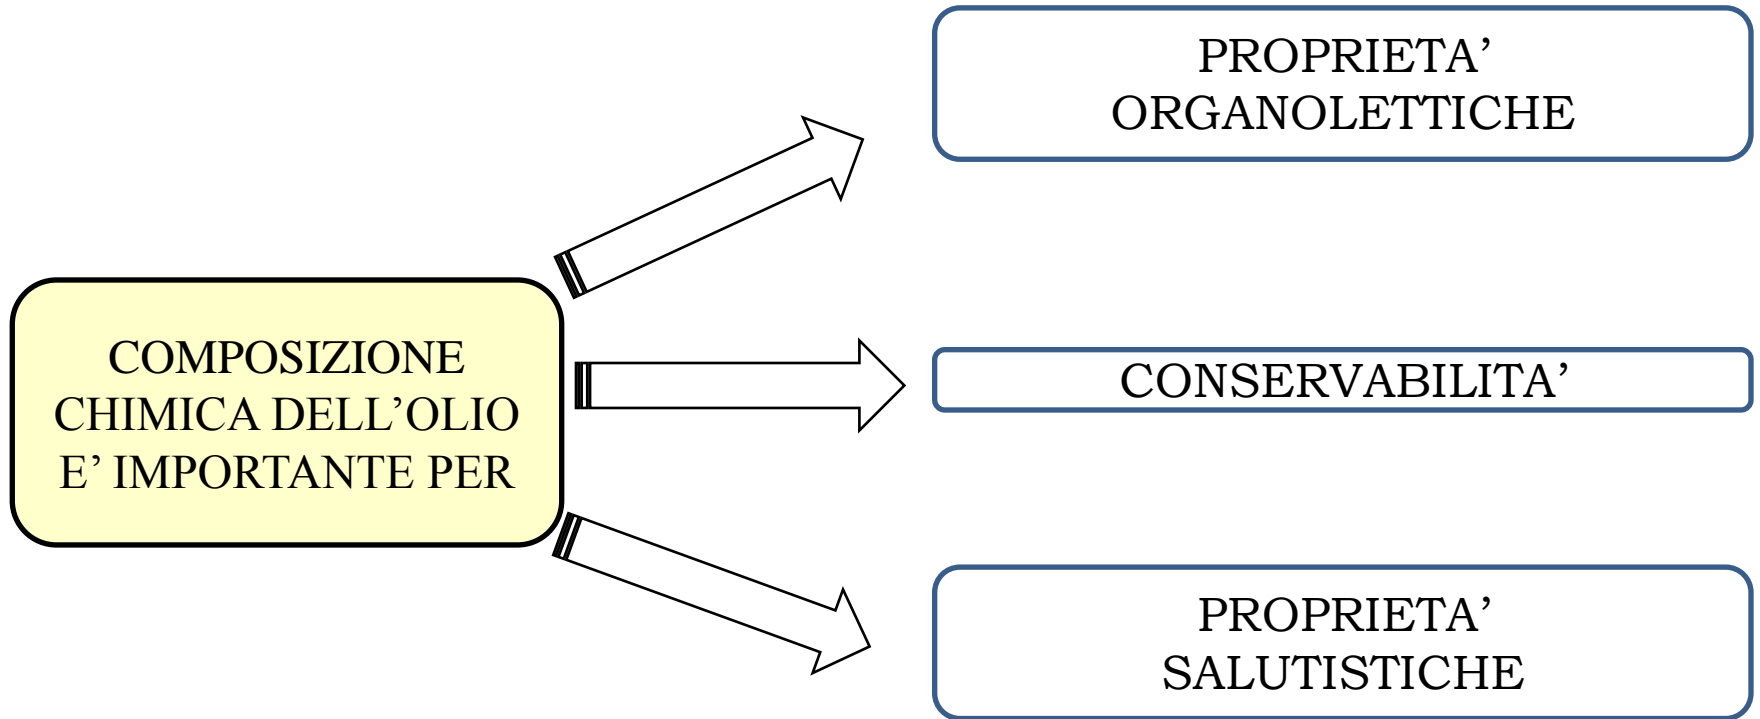 PROPRIETA’
ORGANOLETTICHE
COMPOSIZIONE
CHIMICA DELL’OLIO
E’ IMPORTANTE PER
CONSERVABILITA’
PROPRIETA’
SALUTISTICHE